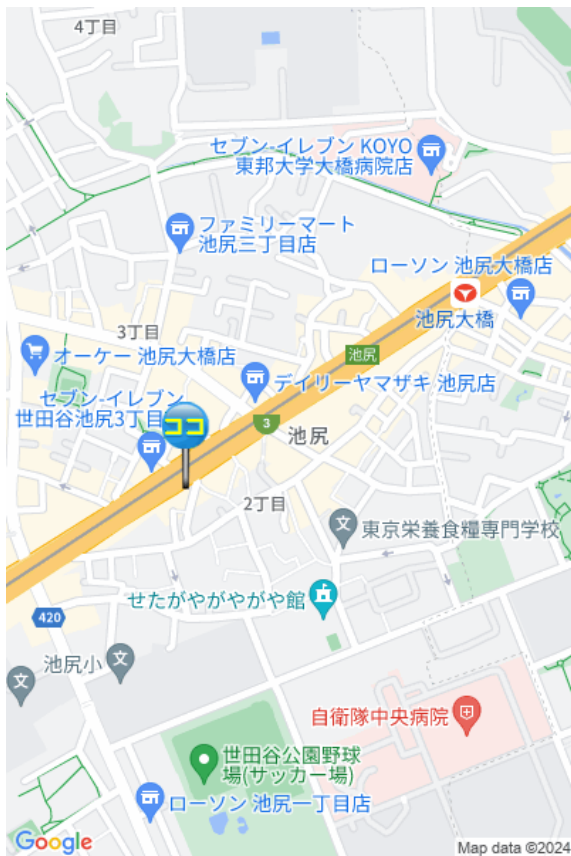 4丁目
セブン-イレブン KOYO
東邦大学大橋病院店
ファミリーマート
池尻三丁目店
ローソン 池尻大橋店
池尻大橋
3丁目
池尻
オーケー 池尻大橋店
デイリーヤマザキ 池尻店
セブン-イレブン
世田谷池尻3丁目
ココ
3
池尻
2丁目
文
東京栄養食糧専門学校
せたがやがやがや館
420
池尻小
文
文
自衛隊中央病院
世田谷公園野球
場(サッカー場)
ローソン 池尻一丁目店
Google
Map data ©2024